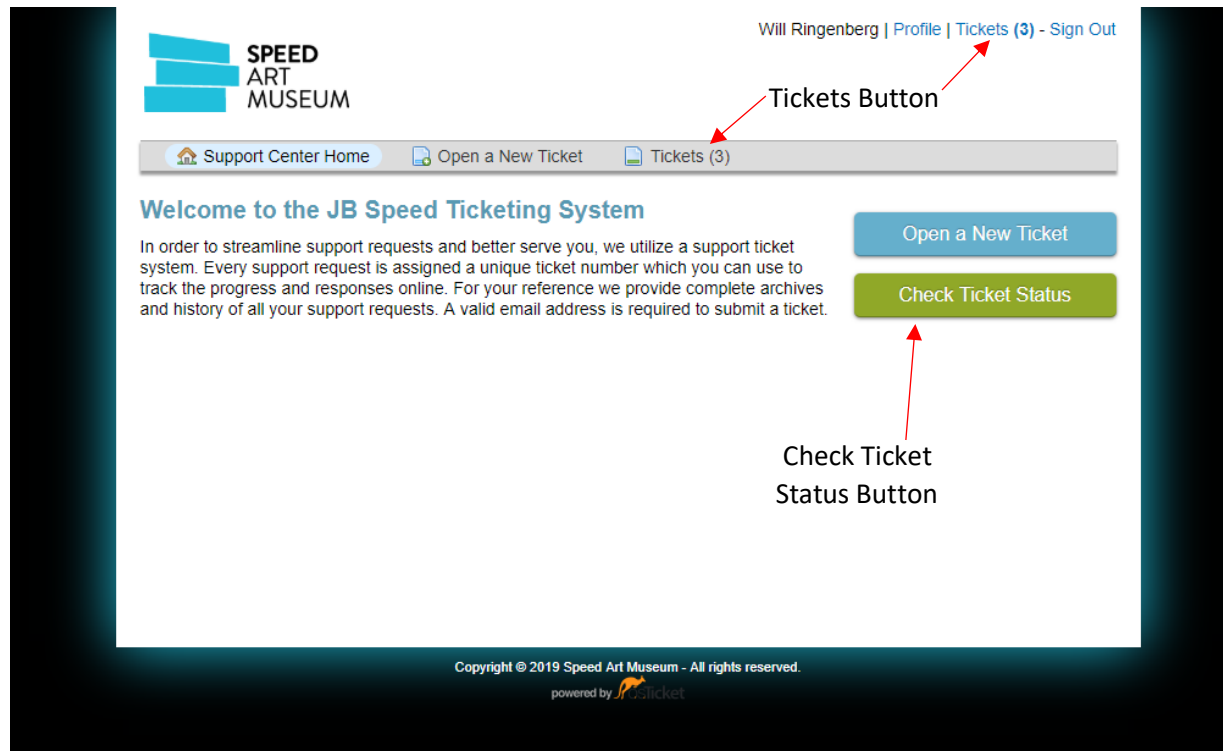 Will Ringenberg | Profile | Tickets (3) - Sign Out
SPEED
ART
MUSEUM
Tickets Button
Support Center Home Open a New Ticket Tickets (3)
Welcome to the JB Speed Ticketing System
In order to streamline support requests and better serve you, we utilize a support ticket
system. Every support request is assigned a unique ticket number which you can use to
track the progress and responses online. For your reference we provide complete archives
and history of all your support requests. A valid email address is required to submit a ticket.
Open a New Ticket
Check Ticket Status
Check Ticket
Status Button
Copyright © 2019 Speed Art Museum - All rights reserved.
powered by osTicket